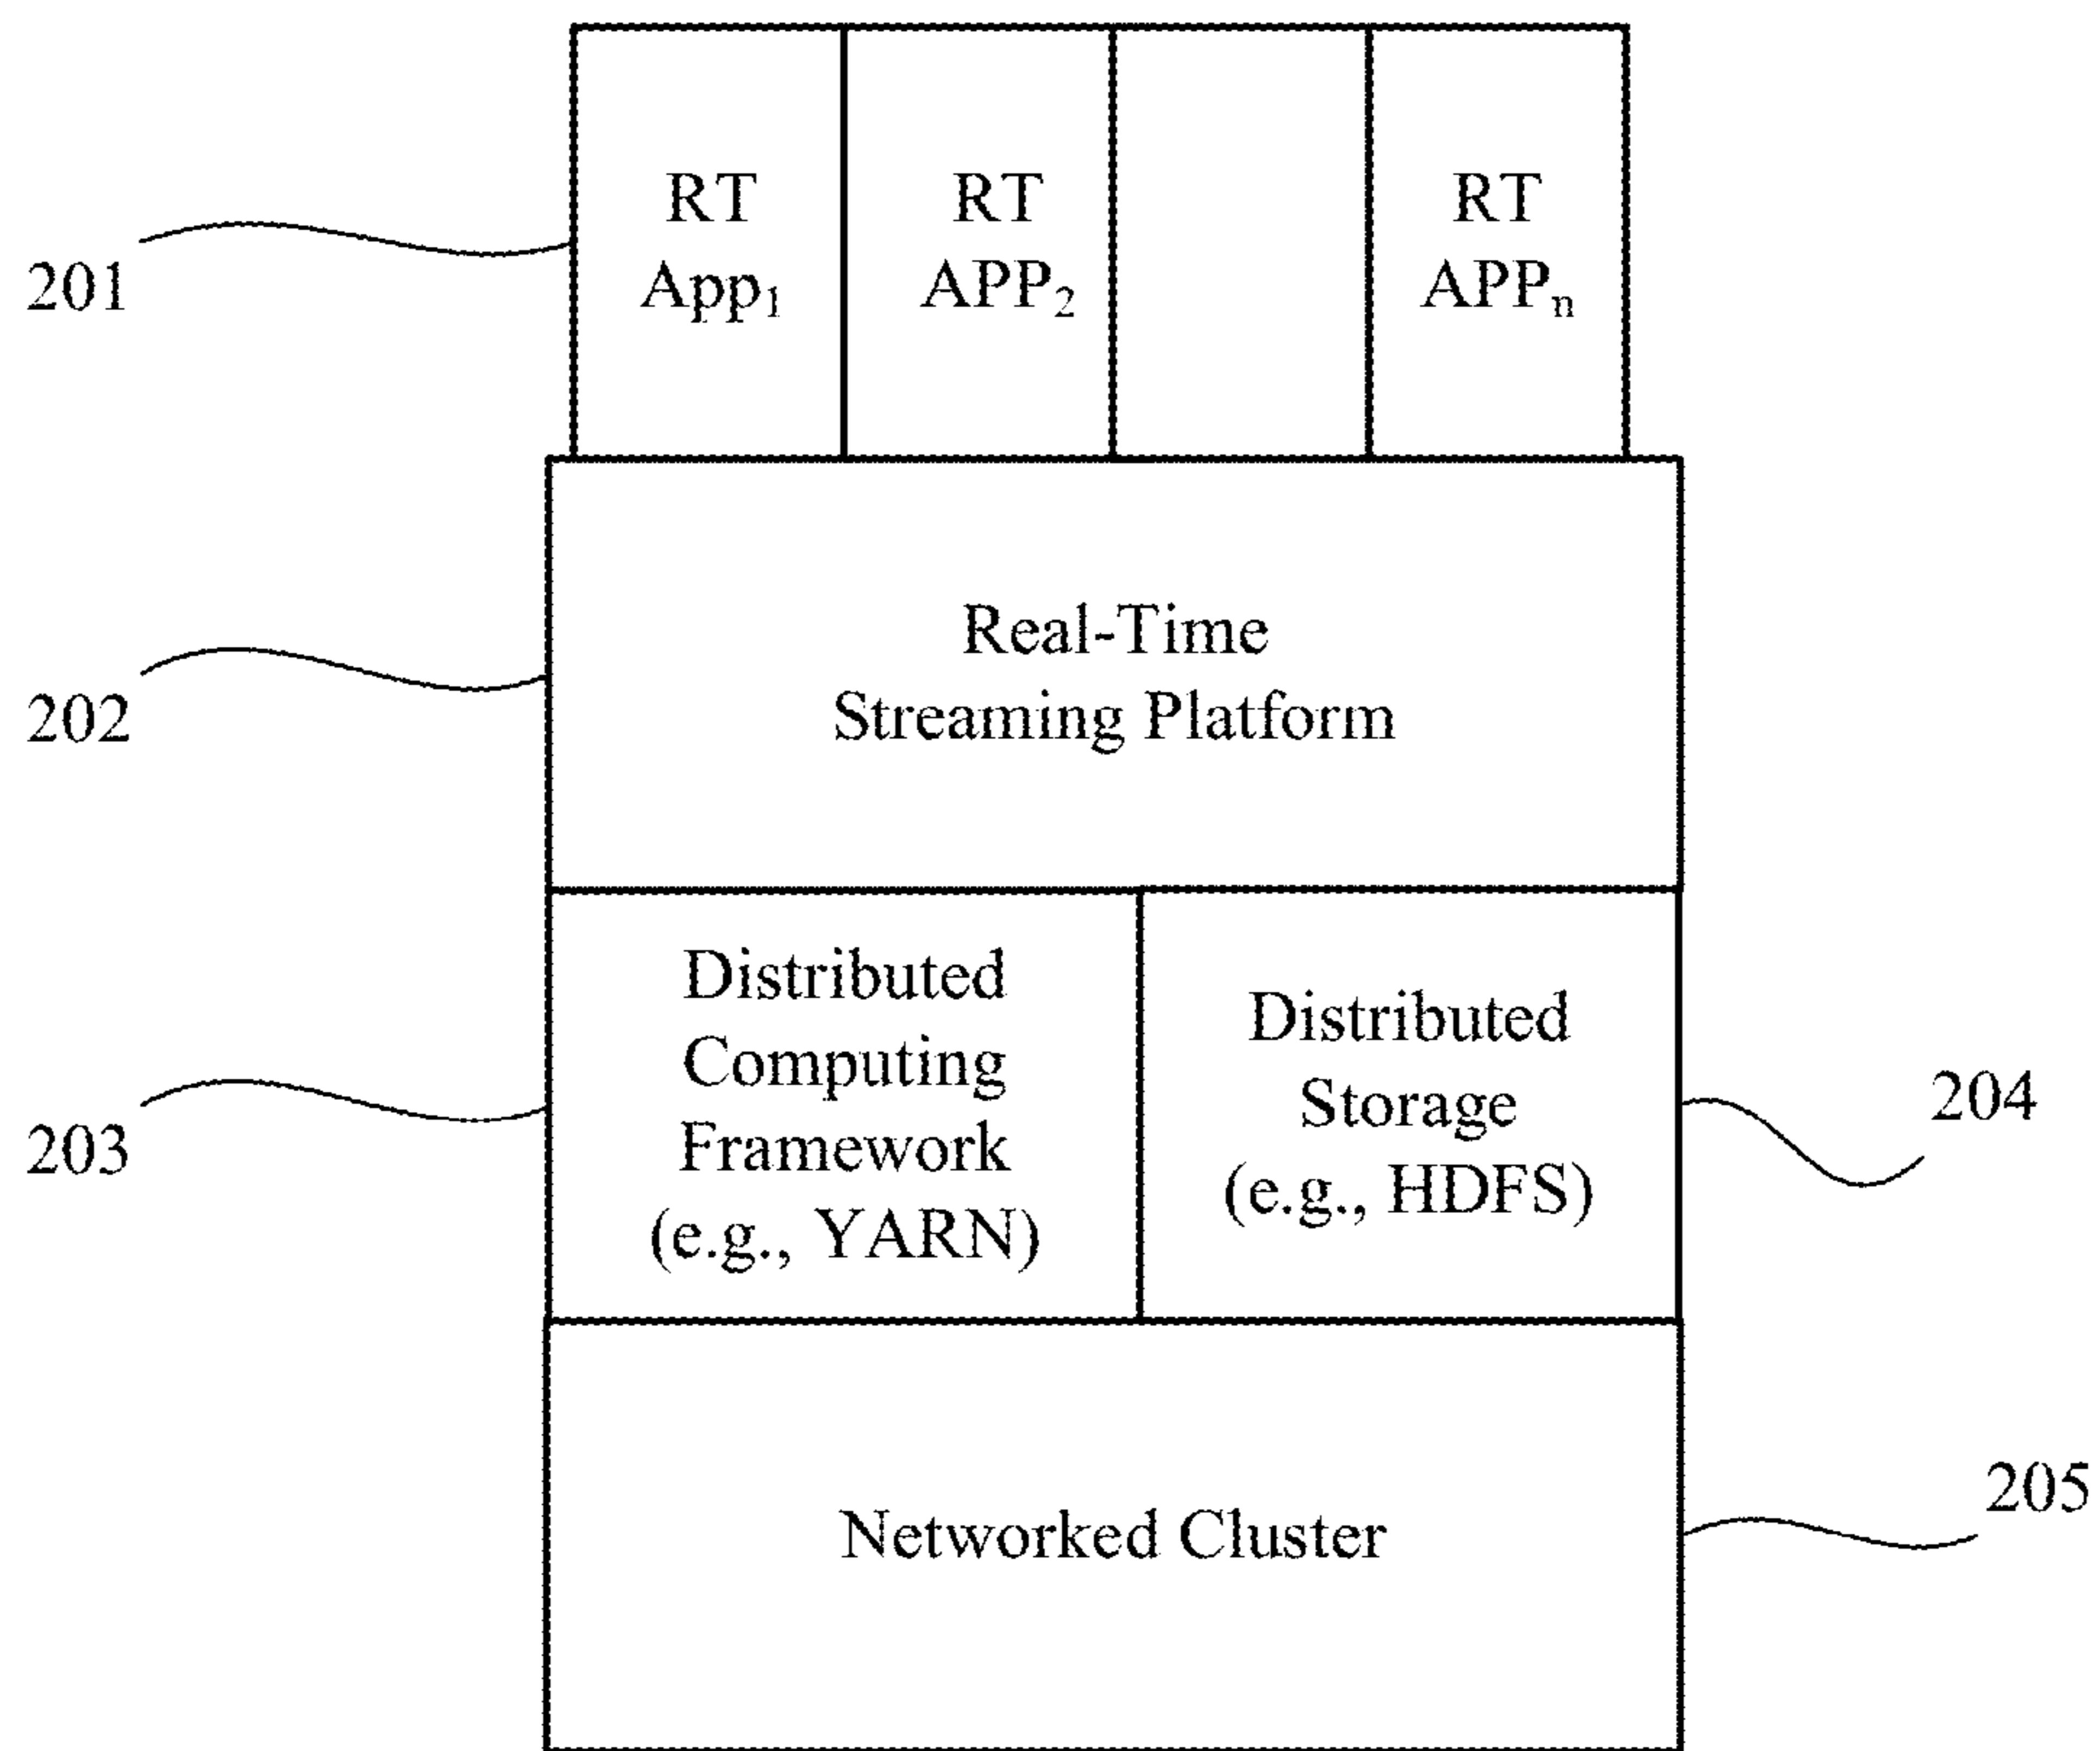 RT
App₁
RT
APP₂
RT
APPₙ
201
Real-Time
Streaming Platform
202
Distributed
Computing
Framework
(e.g., YARN)
203
Distributed
Storage
(e.g., HDFS)
204
Networked Cluster
205